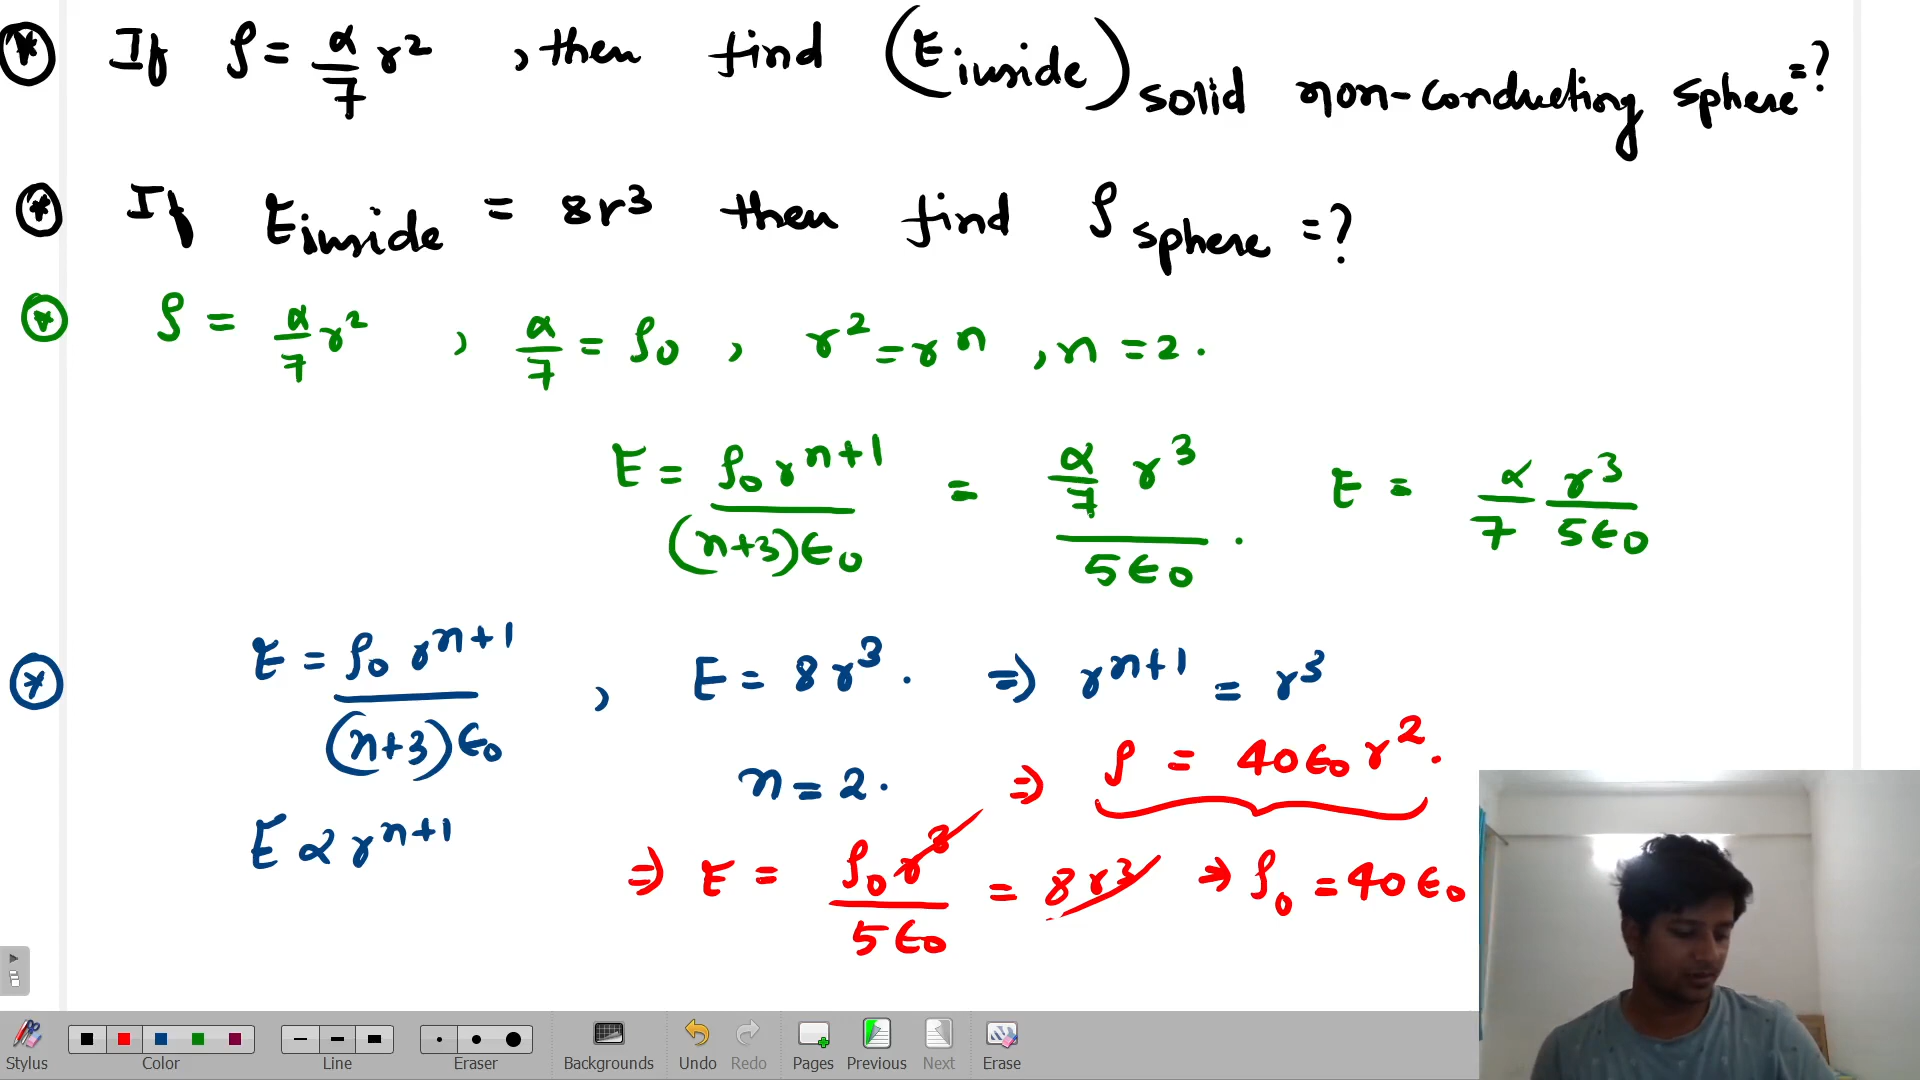 * If ρ = α/7 r² , then find (E inside) solid non-conducting sphere = ?
* If E inside = 8r³ then find ρ sphere = ?
* ρ = α/7 r² , α/7 = ρ₀ , r² = rⁿ , n = 2 .
E = ρ₀ rⁿ⁺¹ / (n+3)ϵ₀ = α/7 r³ / 5ϵ₀ . E = α/7 r³/5ϵ₀
* E = ρ₀ rⁿ⁺¹ / (n+3)ϵ₀ , E = 8r³ . ⇒ rⁿ⁺¹ = r³
n = 2 . ⇒ ρ = 40ϵ₀ r² .
E ∝ rⁿ⁺¹
⇒ E = ρ₀ r³ / 5ϵ₀ = 8r³ → ρ₀ = 40ϵ₀
Stylus Color Line Eraser Backgrounds Undo Redo Pages Previous Next Erase